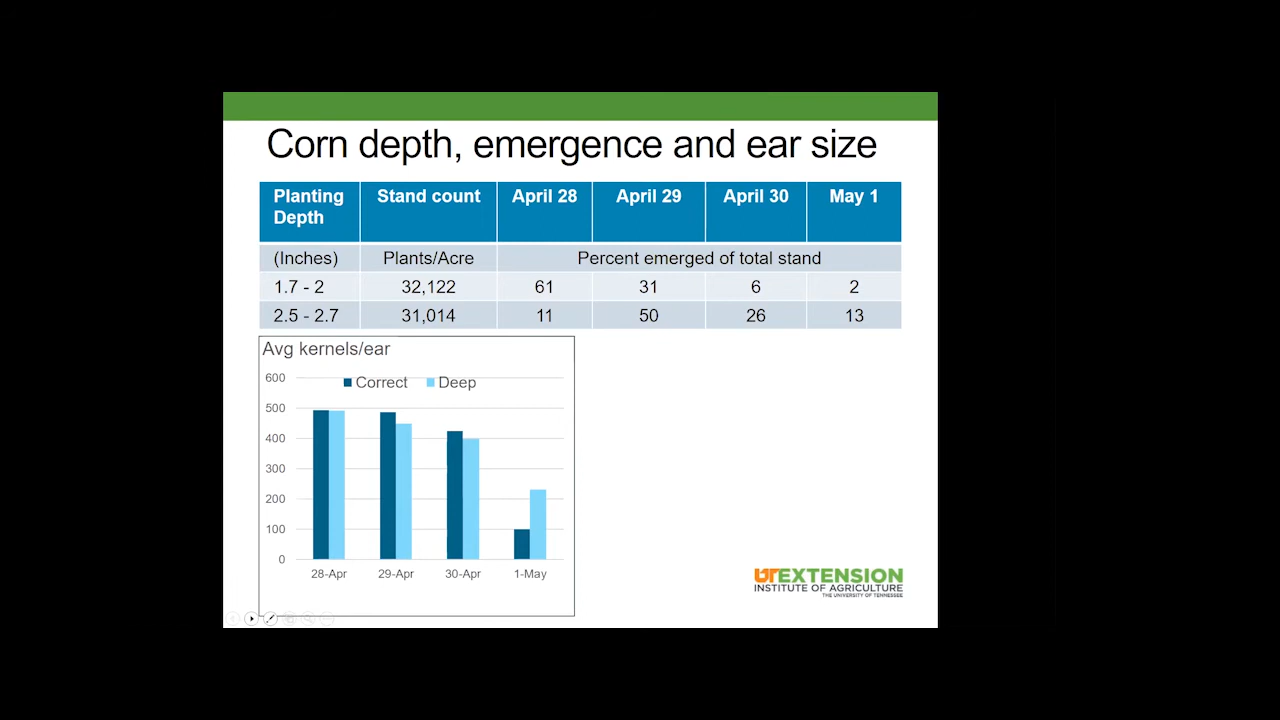 Corn depth, emergence and ear size
Planting Depth Stand count April 28 April 29 April 30 May 1
(Inches) Plants/Acre Percent emerged of total stand
1.7 - 2 32,122 61 31 6 2
2.5 - 2.7 31,014 11 50 26 13
Avg kernels/ear
Correct Deep
600
500
400
300
200
100
0
28-Apr 29-Apr 30-Apr 1-May
UTEXTENSION
INSTITUTE OF AGRICULTURE
THE UNIVERSITY OF TENNESSEE